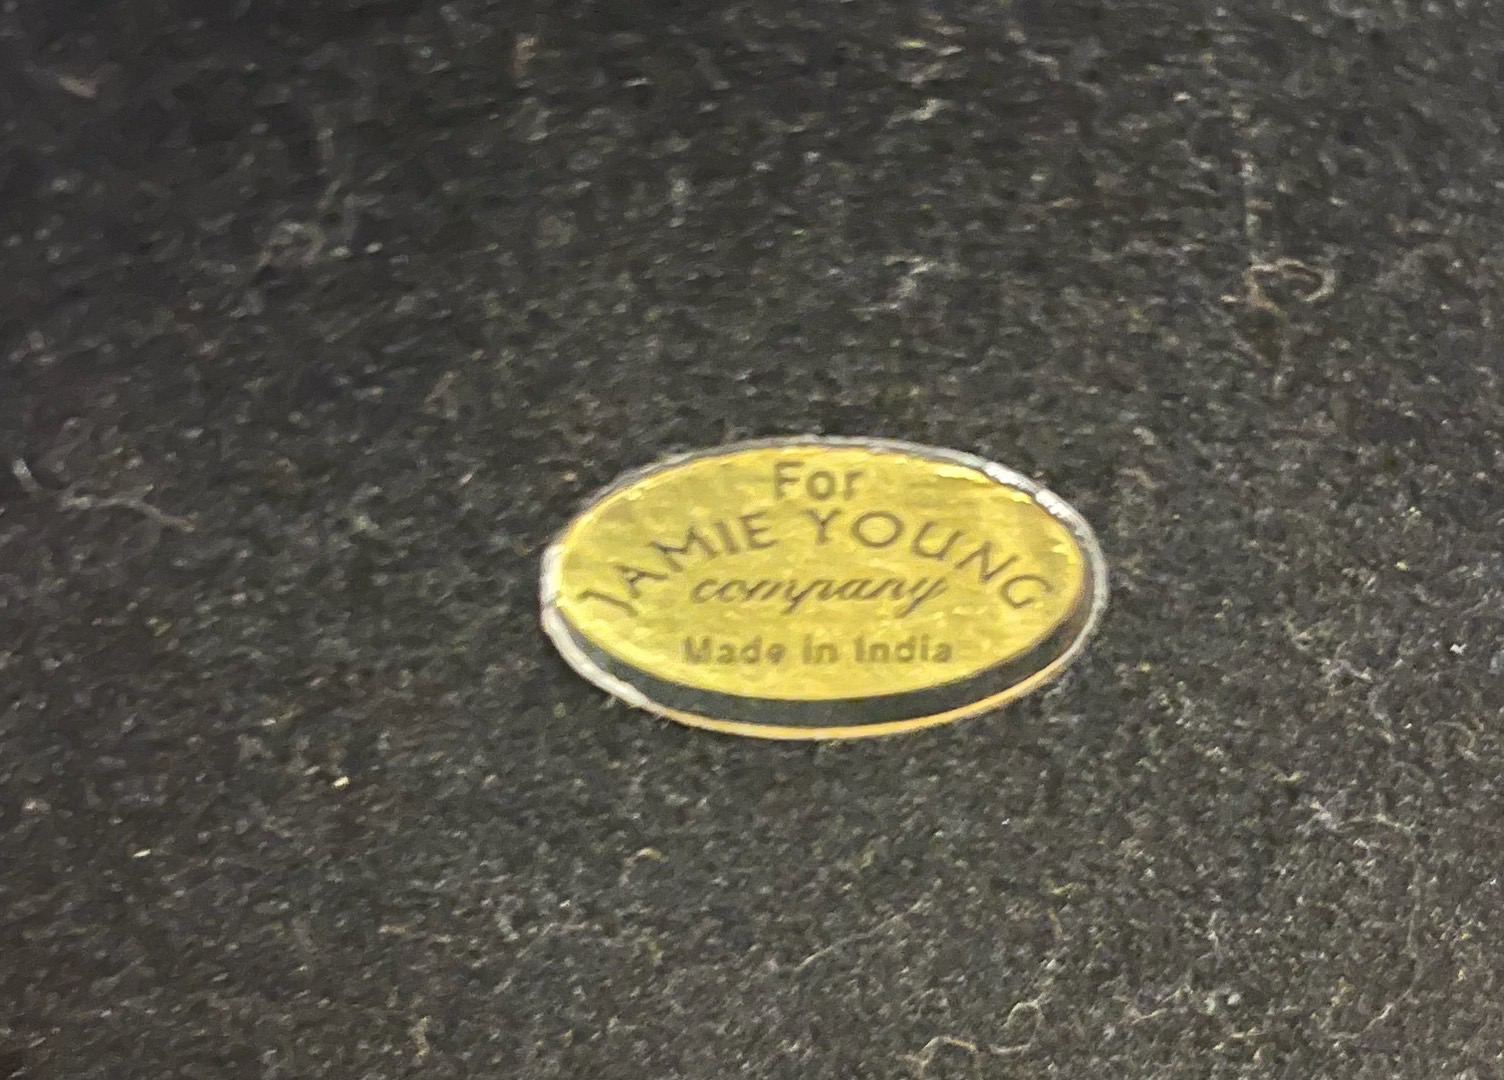 For
JAMIE YOUNG
company
Made in India